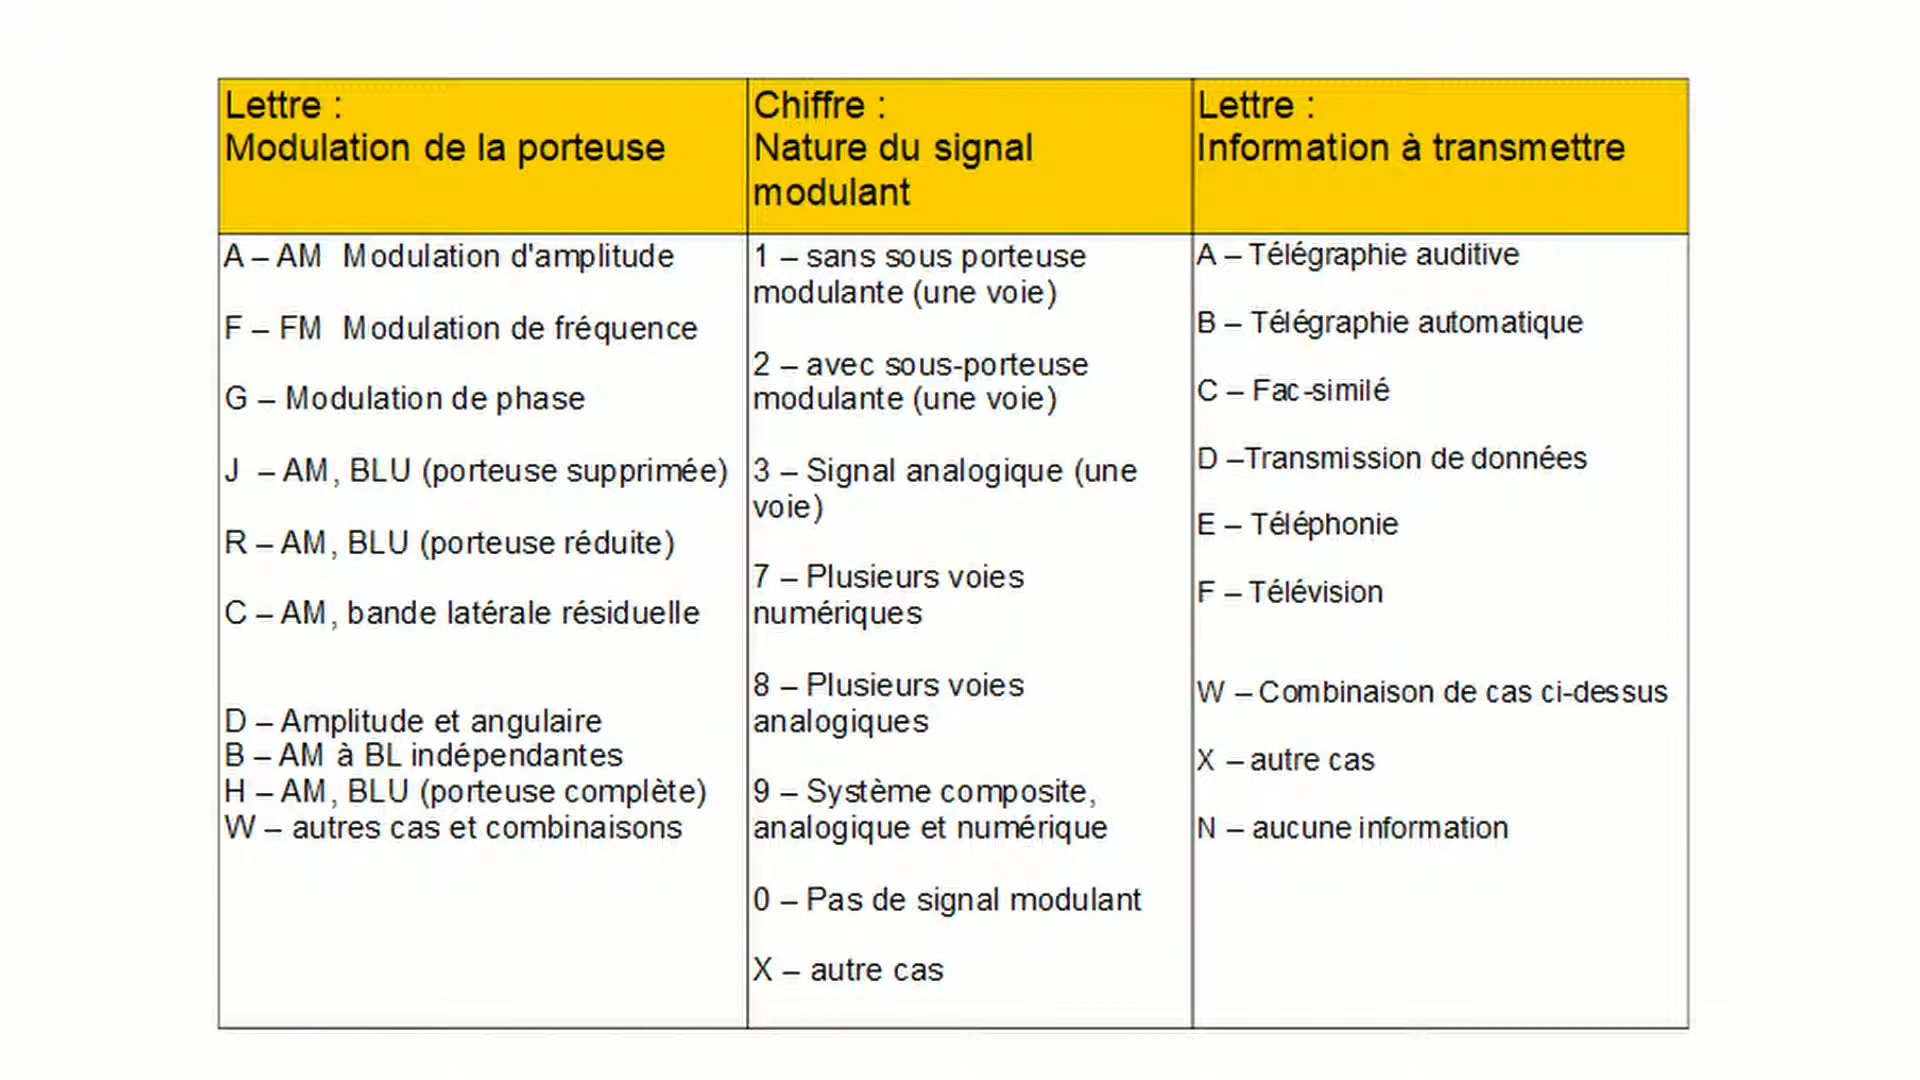 Lettre :
Modulation de la porteuse
Chiffre :
Nature du signal
modulant
Lettre :
Information à transmettre
A – AM Modulation d'amplitude
F – FM Modulation de fréquence
G – Modulation de phase
J – AM, BLU (porteuse supprimée)
R – AM, BLU (porteuse réduite)
C – AM, bande latérale résiduelle
D – Amplitude et angulaire
B – AM à BL indépendantes
H – AM, BLU (porteuse complète)
W – autres cas et combinaisons
1 – sans sous porteuse
modulante (une voie)
2 – avec sous-porteuse
modulante (une voie)
3 – Signal analogique (une
voie)
7 – Plusieurs voies
numériques
8 – Plusieurs voies
analogiques
9 – Système composite,
analogique et numérique
0 – Pas de signal modulant
X – autre cas
A – Télégraphie auditive
B – Télégraphie automatique
C – Fac-similé
D –Transmission de données
E – Téléphonie
F – Télévision
W – Combinaison de cas ci-dessus
X – autre cas
N – aucune information